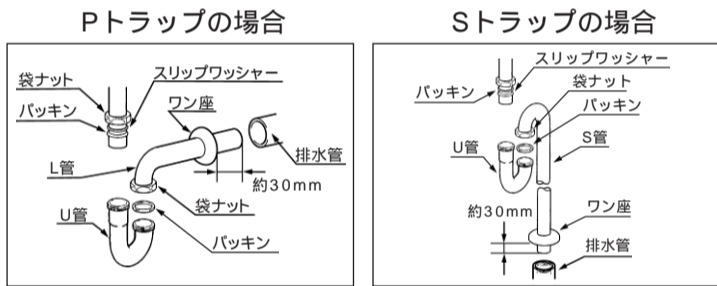 Pトラップの場合
袋ナット
スリップワッシャー
パッキン
ワン座
L管
排水管
約30mm
袋ナット
U管
パッキン
Sトラップの場合
スリップワッシャー
袋ナット
パッキン
パッキン
U管
S管
約30mm
ワン座
排水管